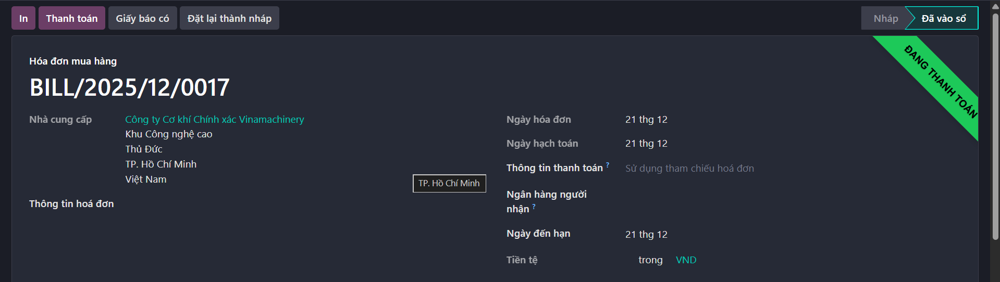 In
Thanh toán
Giấy báo có
Đặt lại thành nháp
Nháp
Đã vào sổ
ĐANG THANH TOÁN
Hóa đơn mua hàng
BILL/2025/12/0017
Nhà cung cấp
Công ty Cơ khí Chính xác Vinamachinery
Khu Công nghệ cao
Thủ Đức
TP. Hồ Chí Minh
Việt Nam
TP. Hồ Chí Minh
Thông tin hoá đơn
Ngày hóa đơn
21 thg 12
Ngày hạch toán
21 thg 12
Thông tin thanh toán ?
Sử dụng tham chiếu hoá đơn
Ngân hàng người
nhận ?
Ngày đến hạn
21 thg 12
Tiền tệ
trong VND